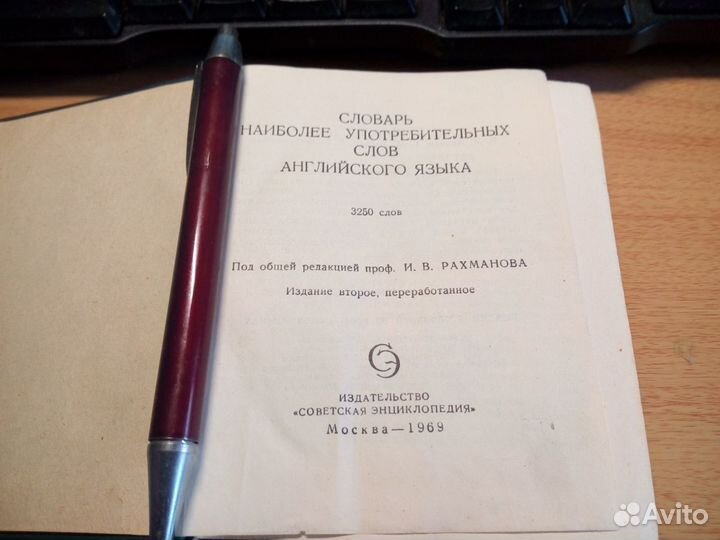 СЛОВАРЬ
НАИБОЛЕЕ УПОТРЕБИТЕЛЬНЫХ
СЛОВ
АНГЛИЙСКОГО ЯЗЫКА
3250 слов
Под общей редакцией проф. И. В. РАХМАНОВА
Издание второе, переработанное
СЭ
ИЗДАТЕЛЬСТВО
«СОВЕТСКАЯ ЭНЦИКЛОПЕДИЯ»
Москва—1969
Avito